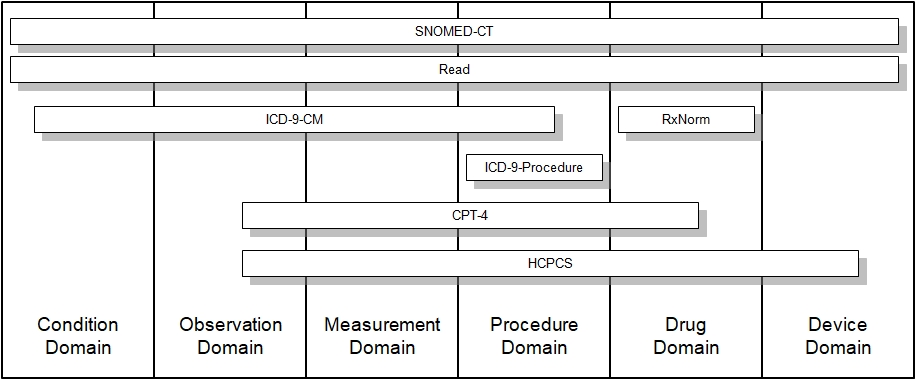 SNOMED-CT
Read
ICD-9-CM
RxNorm
ICD-9-Procedure
CPT-4
HCPCS
Condition
Domain
Observation
Domain
Measurement
Domain
Procedure
Domain
Drug
Domain
Device
Domain